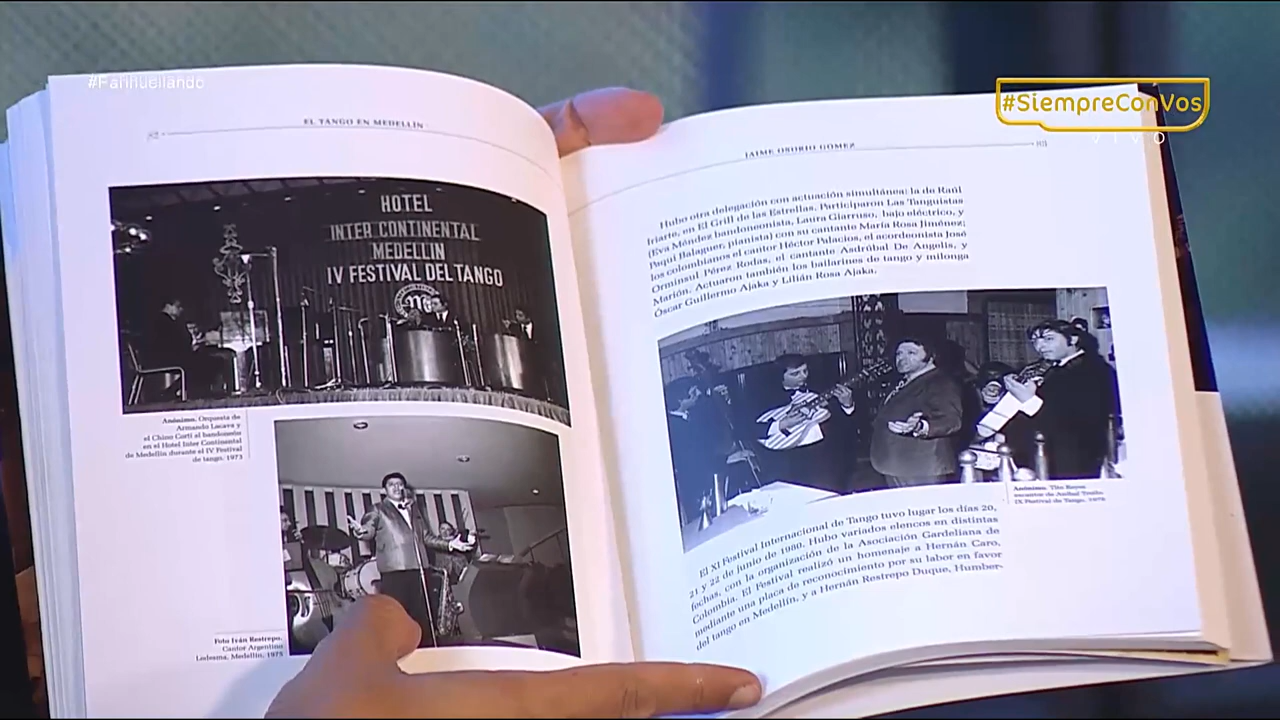 #Farihueilando
#SiempreConVos
VIVO
EL TANGO EN MEDELLÍN
HOTEL
INTER CONTINENTAL
MEDELLIN
IV FESTIVAL DEL TANGO
Anónimo. Orquesta de
Armando Lacava y
el Chino Corti al bandoneón
en el Hotel Inter Continental
de Medellín durante el IV Festival
de tango, 1973
Foto Iván Restrepo.
Cantor Argentino
Ledesma, Medellín, 1975
JAIME OSORIO GÓMEZ
Hubo otra delegación con actuación simultánea: la de Raúl
Iriarte, en El Grill de las Estrellas. Participaron Las Tanguistas
(Eva Méndez bandoneonista, Laura Giarruso, bajo eléctrico, y
Puqui Balaguer, pianista) con su cantante María Rosa Jiménez;
los colombianos el cantor Héctor Palacios, el acordeonista José
Orminsul Pérez Rodas, el cantante Asdrúbal De Angelis, y
Marión. Actuaron también los bailarines de tango y milonga
Óscar Guillermo Ajaka y Lilián Rosa Ajaka.
Anónimo. Tito Reyes
Aníbal Troilo.
IX Festival de Tango, 1978
El XI Festival Internacional de Tango tuvo lugar los días 20,
21 y 22 de junio de 1980. Hubo variados elencos en distintas
fechas, con la organización de la Asociación Gardeliana de
Colombia. El Festival realizó un homenaje a Hernán Caro,
mediante una placa de reconocimiento por su labor en favor
del tango en Medellín, y a Hernán Restrepo Duque, Humber-